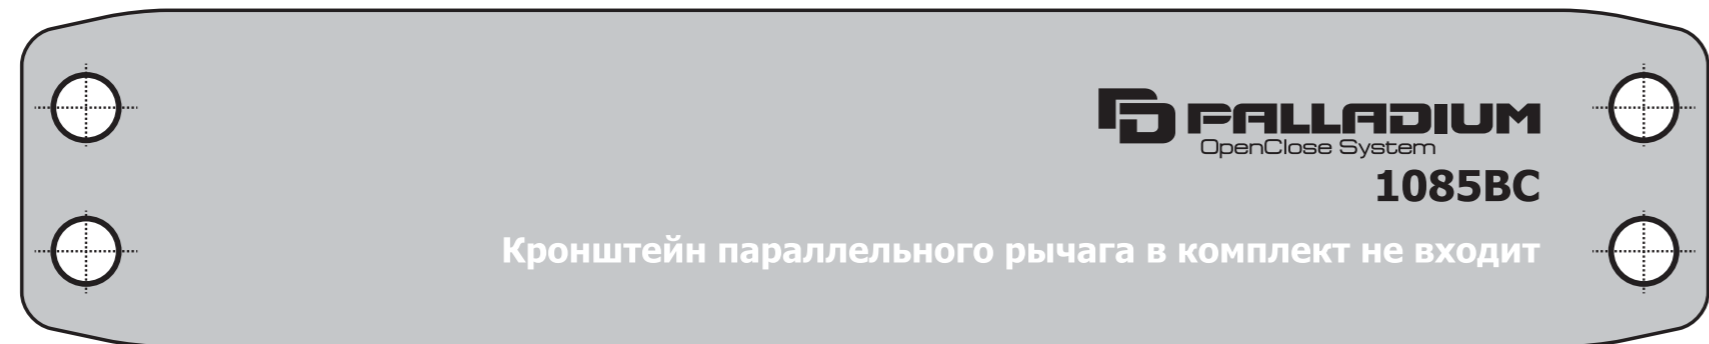 PALLADIUM
OpenClose System
1085BC
Кронштейн параллельного рычага в комплект не входит